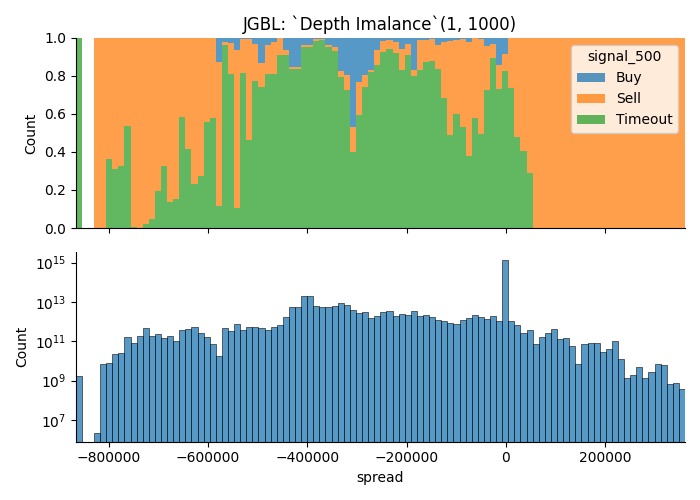 JGBL: `Depth Imalance`(1, 1000)
1.0
0.8
0.6
0.4
0.2
0.0
Count
signal_500
Buy
Sell
Timeout
10^15
10^13
10^11
10^9
10^7
Count
−800000 −600000 −400000 −200000 0 200000
spread